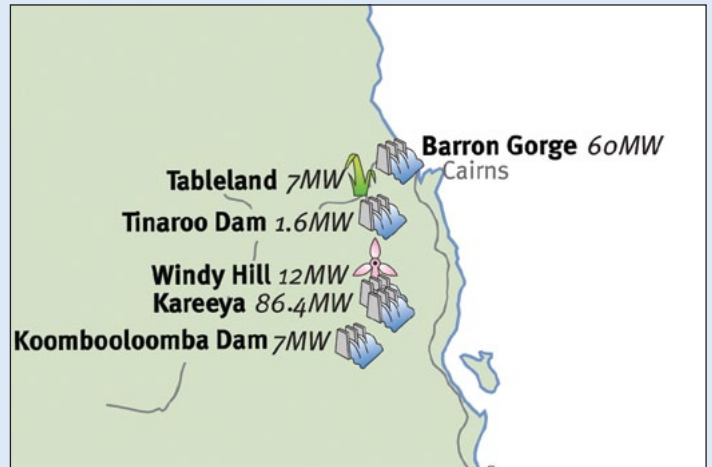 Barron Gorge 60MW
Cairns
Tableland 7MW
Tinaroo Dam 1.6MW
Windy Hill 12MW
Kareeya 86.4MW
Koombooloomba Dam 7MW